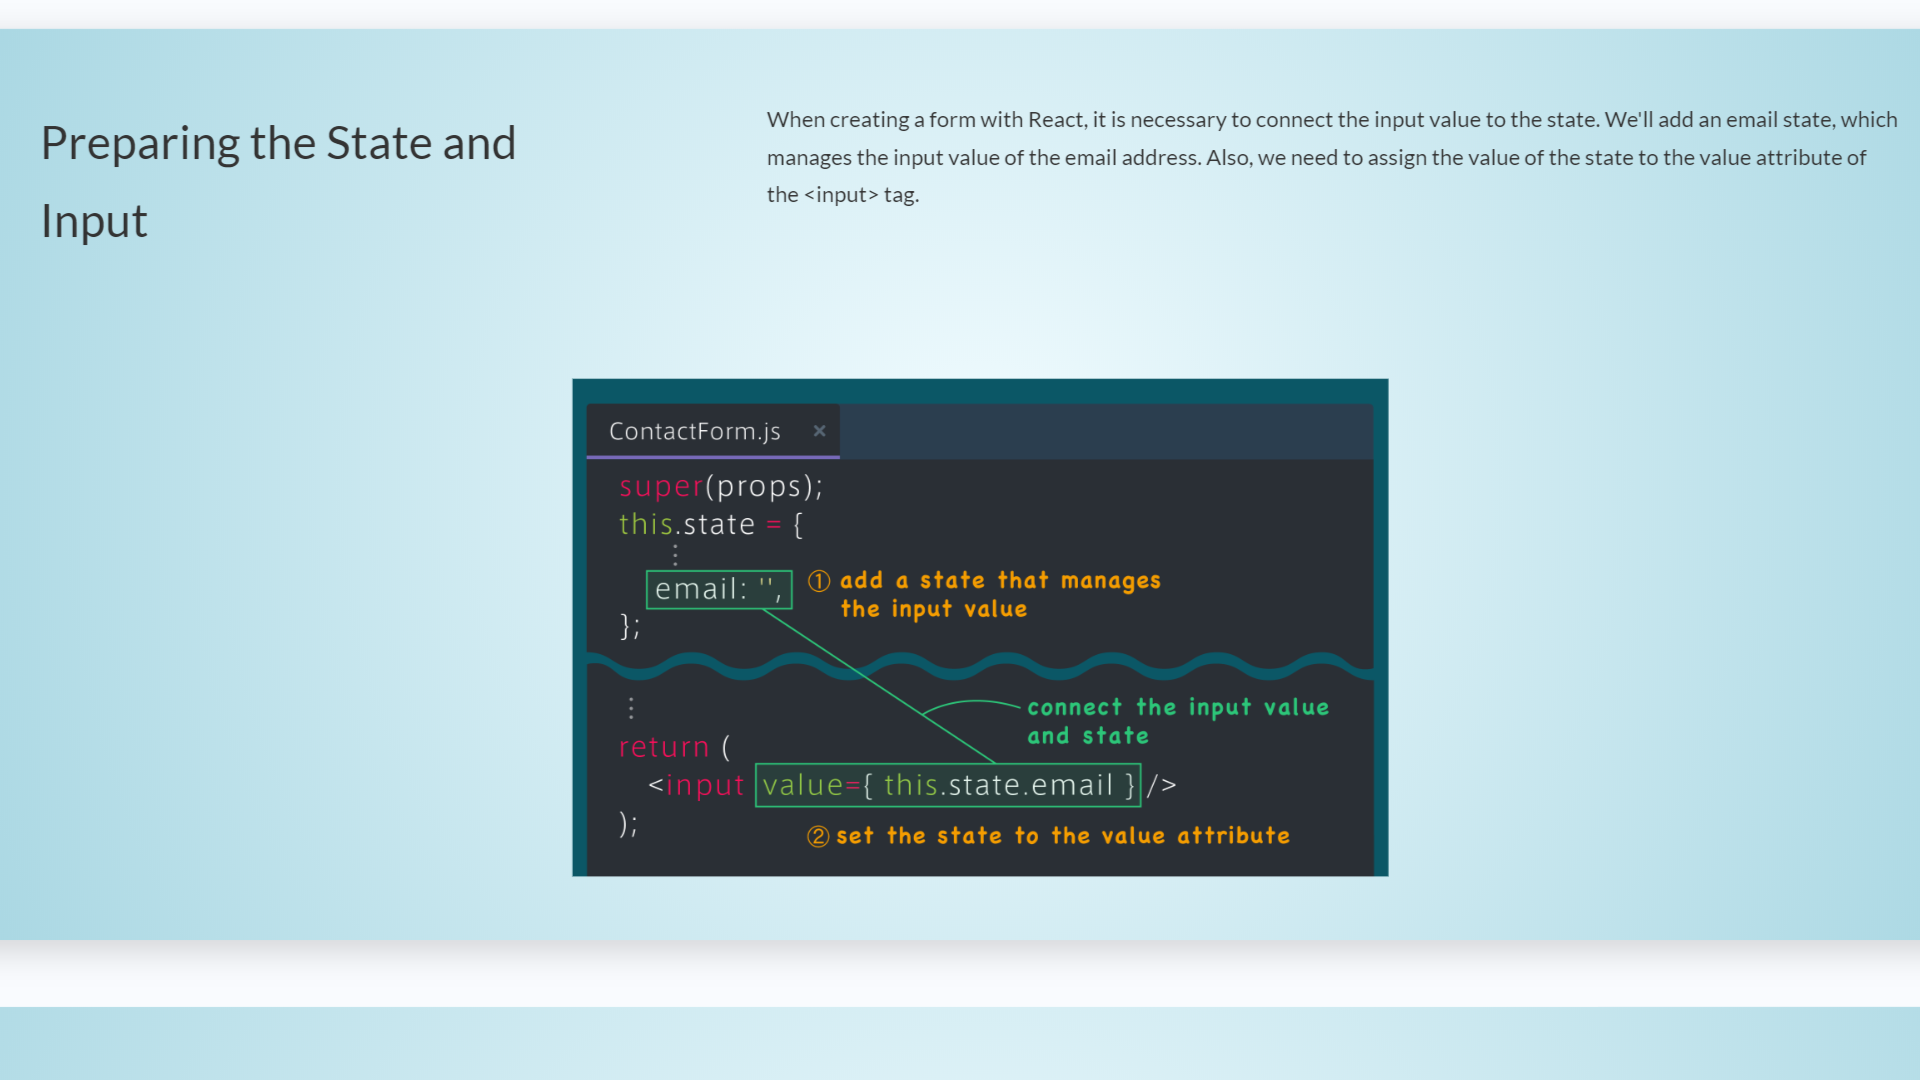 Preparing the State and
Input
When creating a form with React, it is necessary to connect the input value to the state. We'll add an email state, which
manages the input value of the email address. Also, we need to assign the value of the state to the value attribute of
the <input> tag.
ContactForm.js ×
super(props);
this.state = {
⋮
email: '',
① add a state that manages
the input value
};
⋮
connect the input value
and state
return (
<input value={ this.state.email } />
);
② set the state to the value attribute